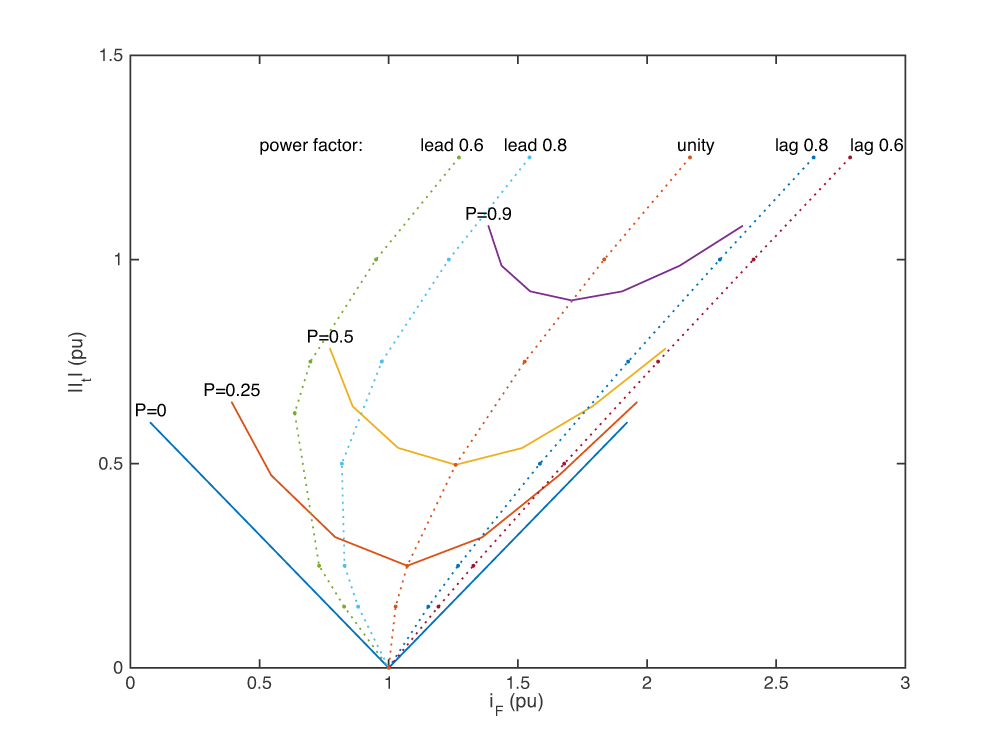 1.5
power factor: lead 0.6 lead 0.8 unity lag 0.8 lag 0.6
P=0.9
1
P=0.5
P=0.25
P=0
|I_t| (pu)
0.5
0
0 0.5 1 1.5 2 2.5 3
i_F (pu)